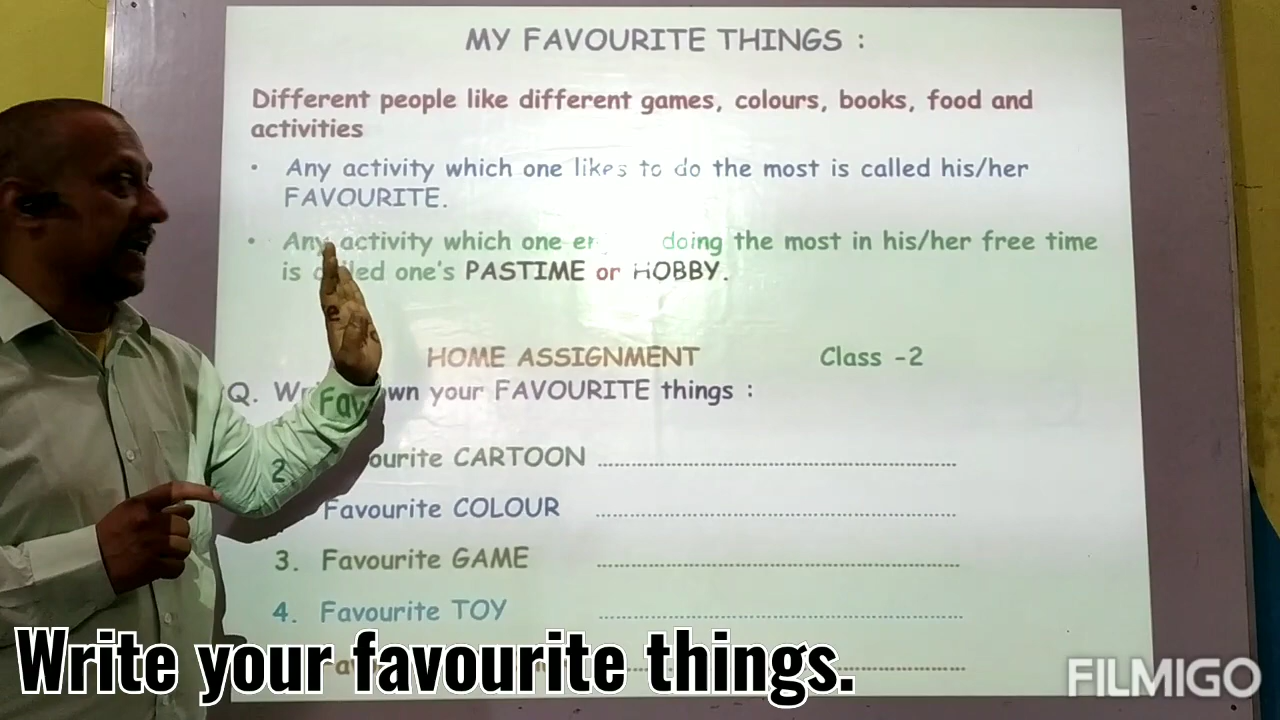 MY FAVOURITE THINGS :
Different people like different games, colours, books, food and
activities
• Any activity which one likes to do the most is called his/her
FAVOURITE.
• Any activity which one doing the most in his/her free time
is one's PASTIME or HOBBY.
HOME ASSIGNMENT Class -2
Q. your FAVOURITE things :
CARTOON ..........
2 Favourite COLOUR ..........
3. Favourite GAME ..........
4. Favourite TOY ..........
Write your favourite things.
FILMIGO